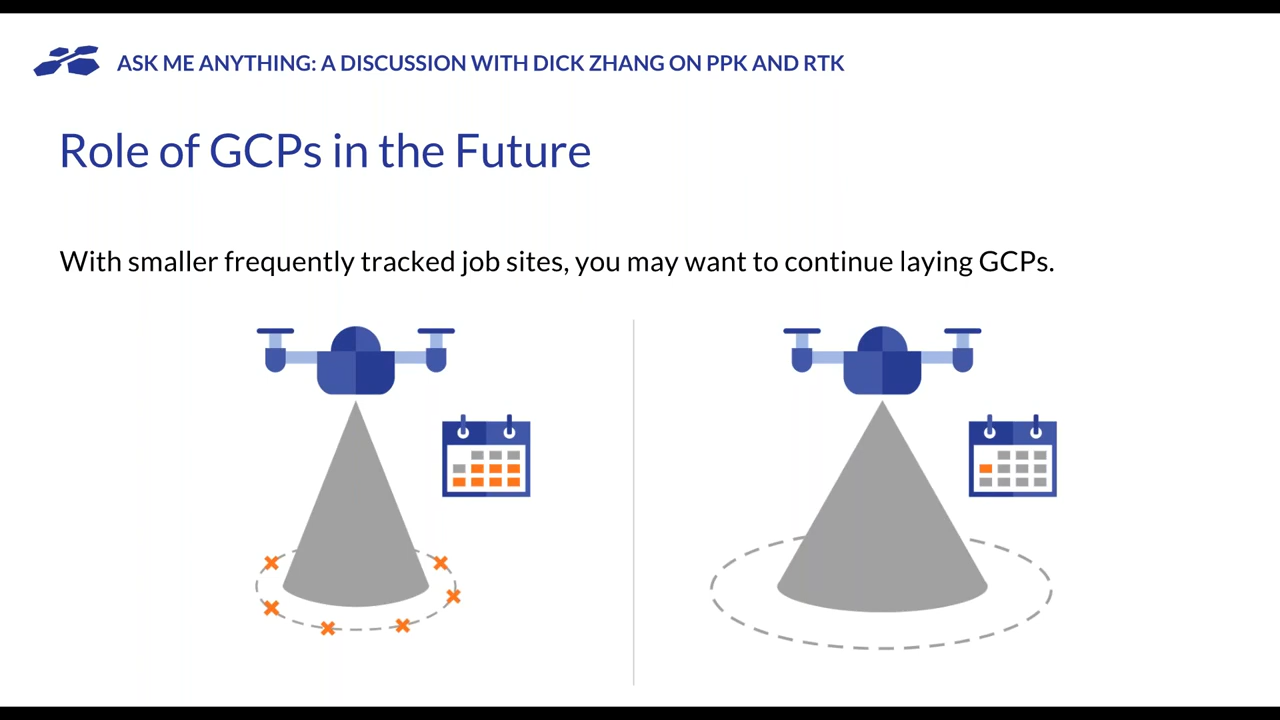 ASK ME ANYTHING: A DISCUSSION WITH DICK ZHANG ON PPK AND RTK
Role of GCPs in the Future
With smaller frequently tracked job sites, you may want to continue laying GCPs.